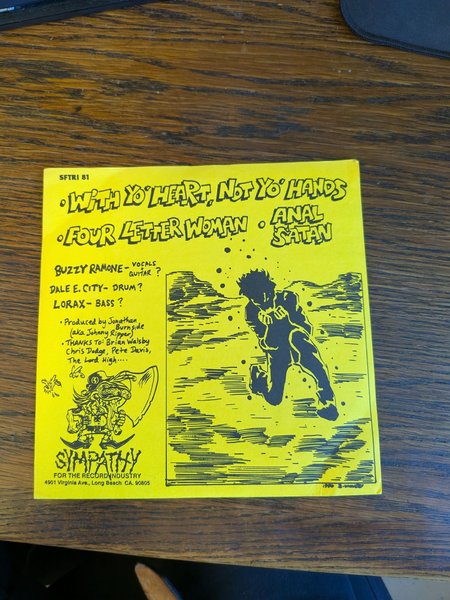 SFTRI 81
• WITH YO' HEART, NOT YO' HANDS
• FOUR LETTER WOMAN • ANAL SATAN
BUZZY RAMONE - VOCALS GUITAR ?
DALE E. CITY - DRUM?
LORAX - BASS ?
• Produced by Jonathan
Burnside
(aka Johnny Ripper)
• THANKS TO: Brian Walsby
Chris Dodge, Pete Davis,
The Lord High....
SYMPATHY
FOR THE RECORD INDUSTRY
4901 Virginia Ave., Long Beach CA. 90805